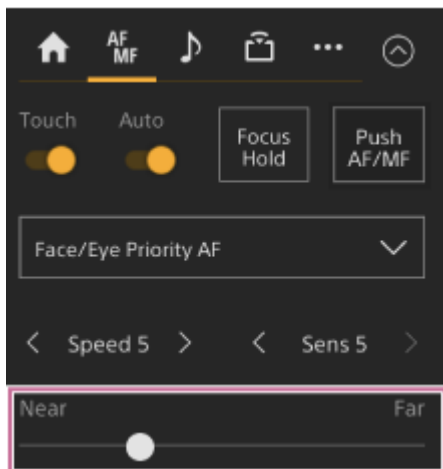 AF
MF
Touch Auto
Focus
Hold
Push
AF/MF
Face/Eye Priority AF
Speed 5
Sens 5
Near Far